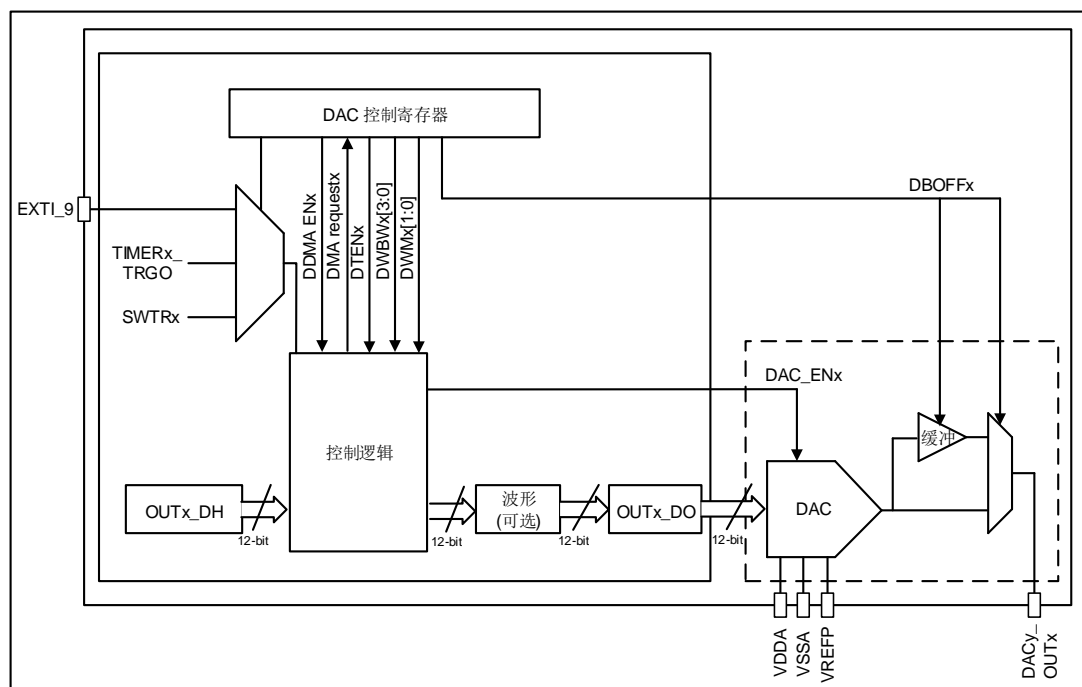 DAC 控制寄存器
EXTI_9
TIMERx_
TRGO
SWTRx
DDMA ENx
DMA requestx
DTENx
DWBWx[3:0]
DWMx[1:0]
DBOFFx
DAC_ENx
控制逻辑
缓冲
OUTx_DH
12-bit
12-bit
波形
(可选)
12-bit
OUTx_DO
12-bit
DAC
VDDA
VSSA
VREFP
DACy_
OUTx